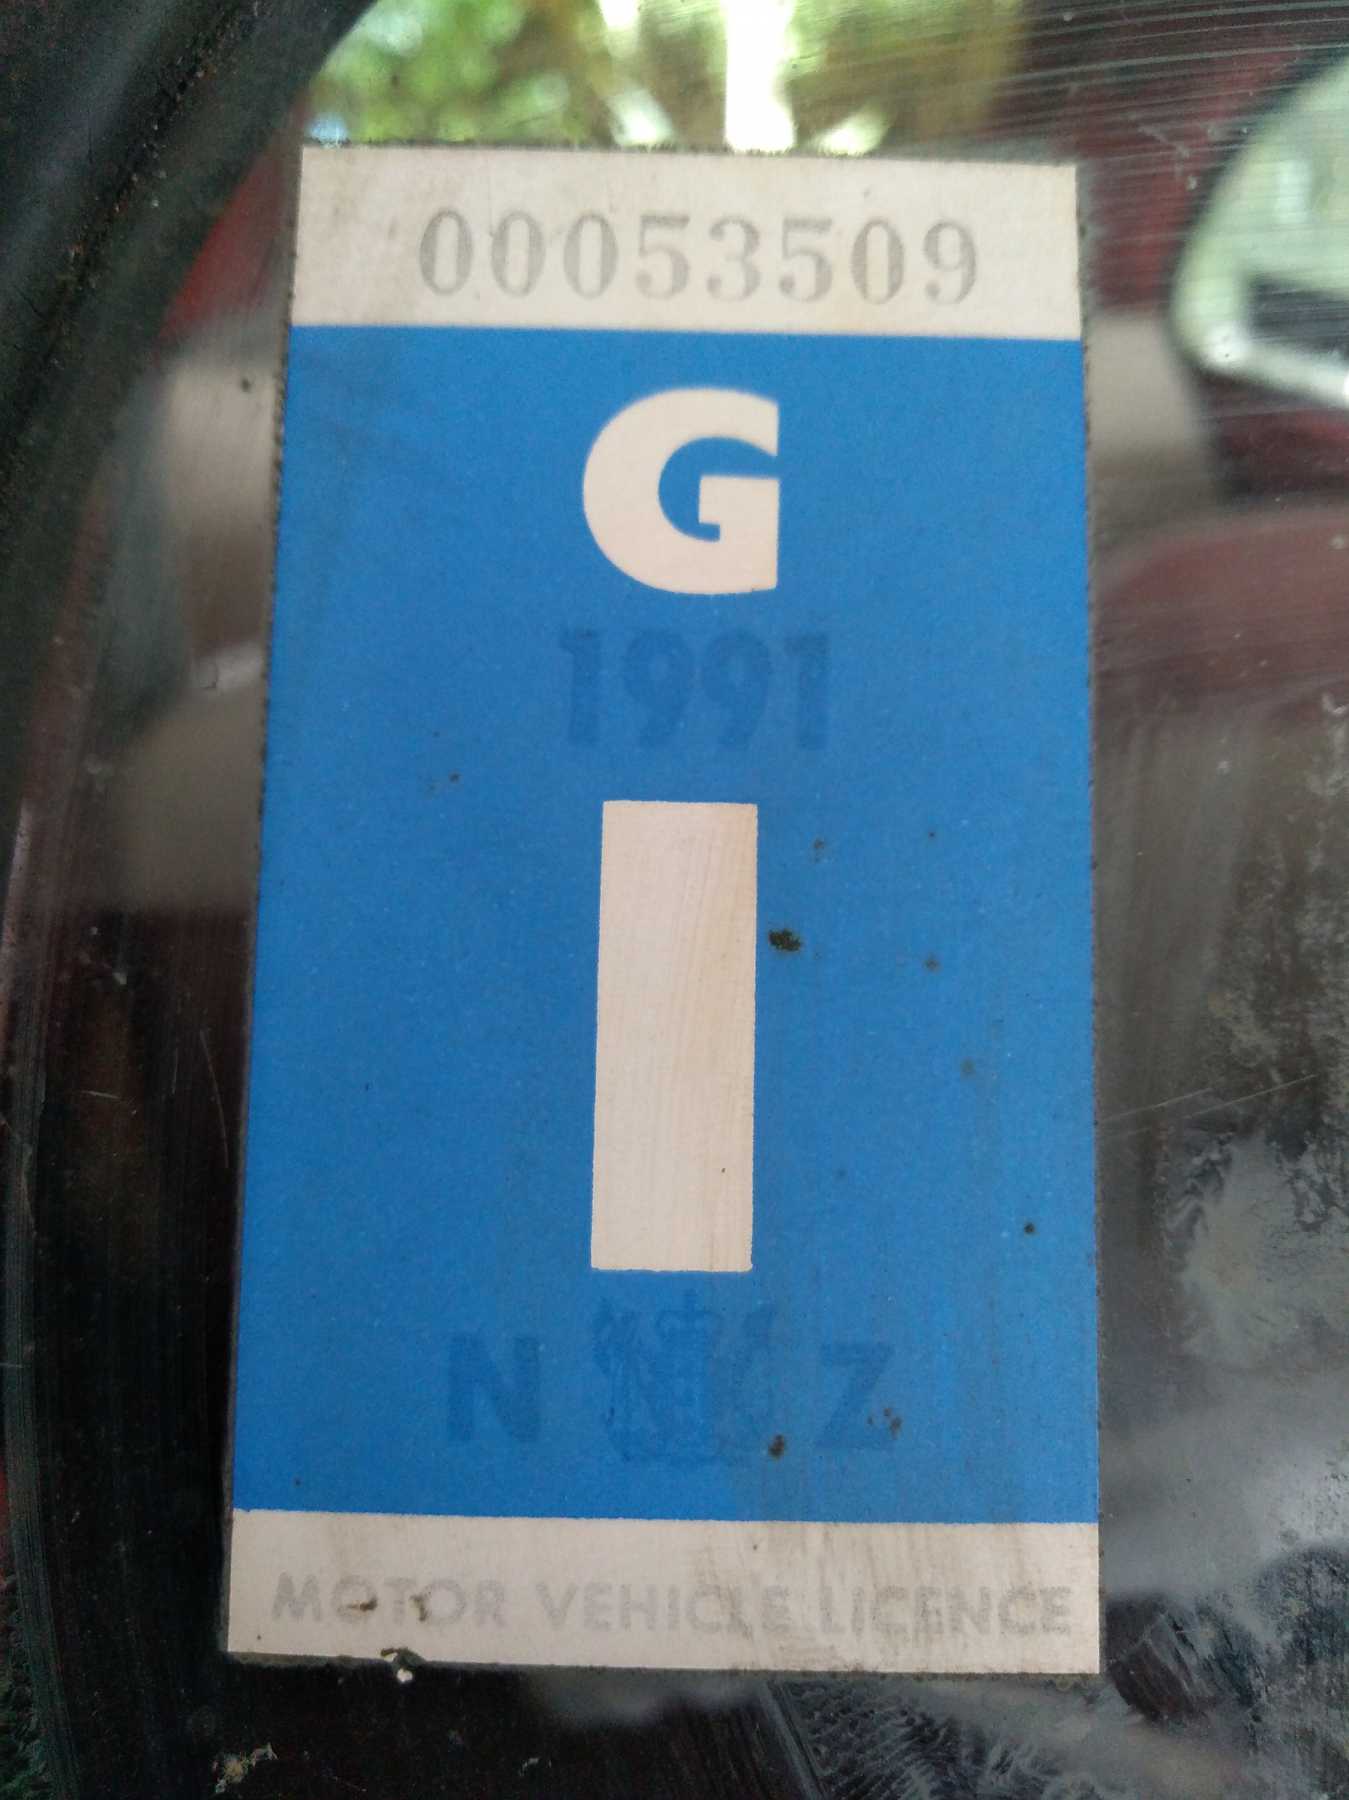 00053509
G
1991
I
N Z
MOTOR VEHICLE LICENCE